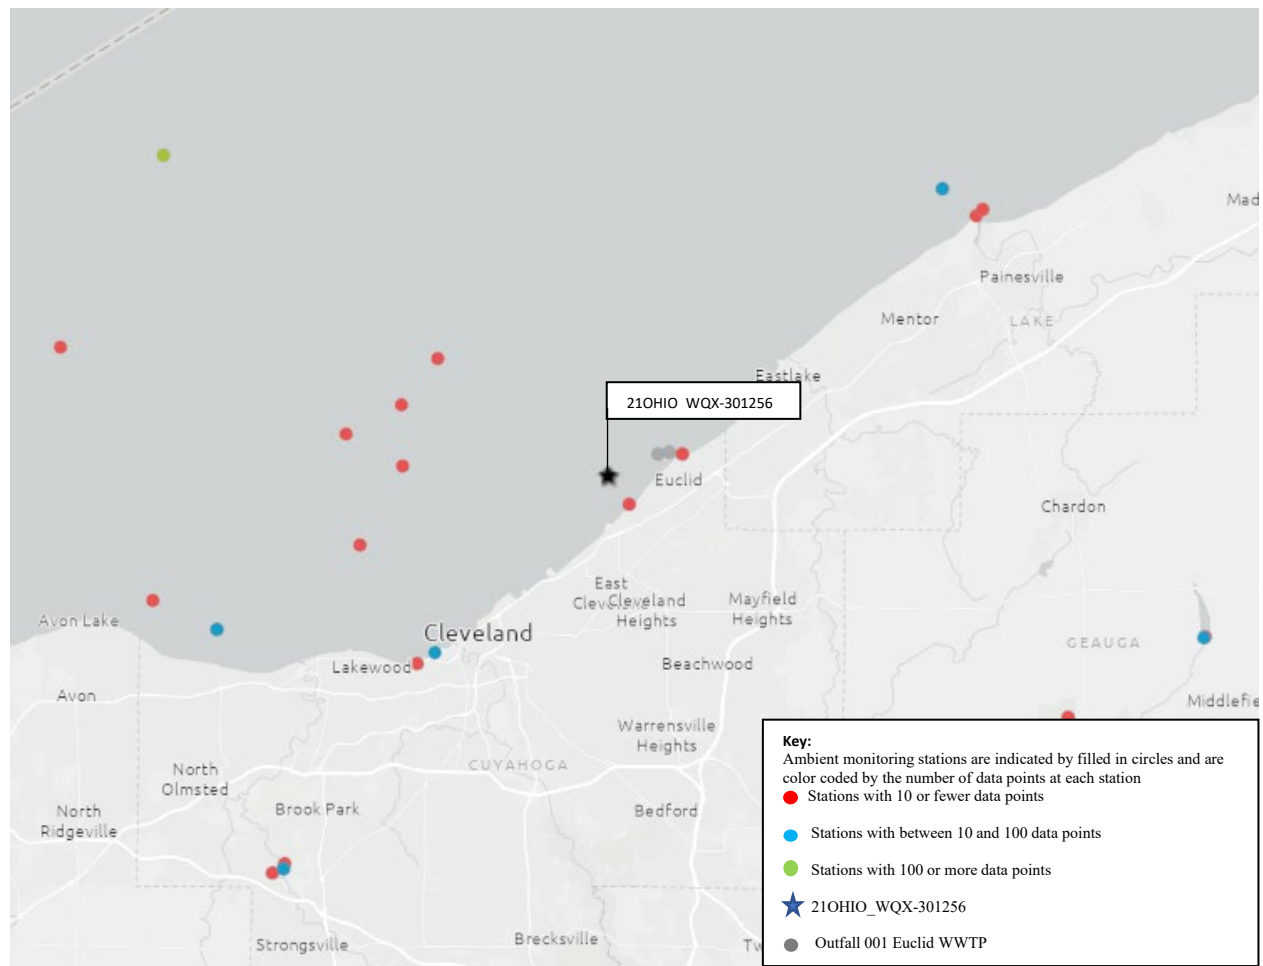 Mad
Painesville
Mentor
LAKE
Eastlake
21OHIO WQX-301256
Euclid
Chardon
East
Cleveland
Cleveland
Heights
Mayfield
Heights
Avon Lake
Cleveland
GEAUGA
Lakewood
Beachwood
Avon
Middlefie
Warrensville
Heights
CUYAHOGA
North
Olmsted
Brook Park
Bedford
North
Ridgeville
Strongsville
Brecksville
Tw
Key:
Ambient monitoring stations are indicated by filled in circles and are
color coded by the number of data points at each station
Stations with 10 or fewer data points
Stations with between 10 and 100 data points
Stations with 100 or more data points
21OHIO_WQX-301256
Outfall 001 Euclid WWTP